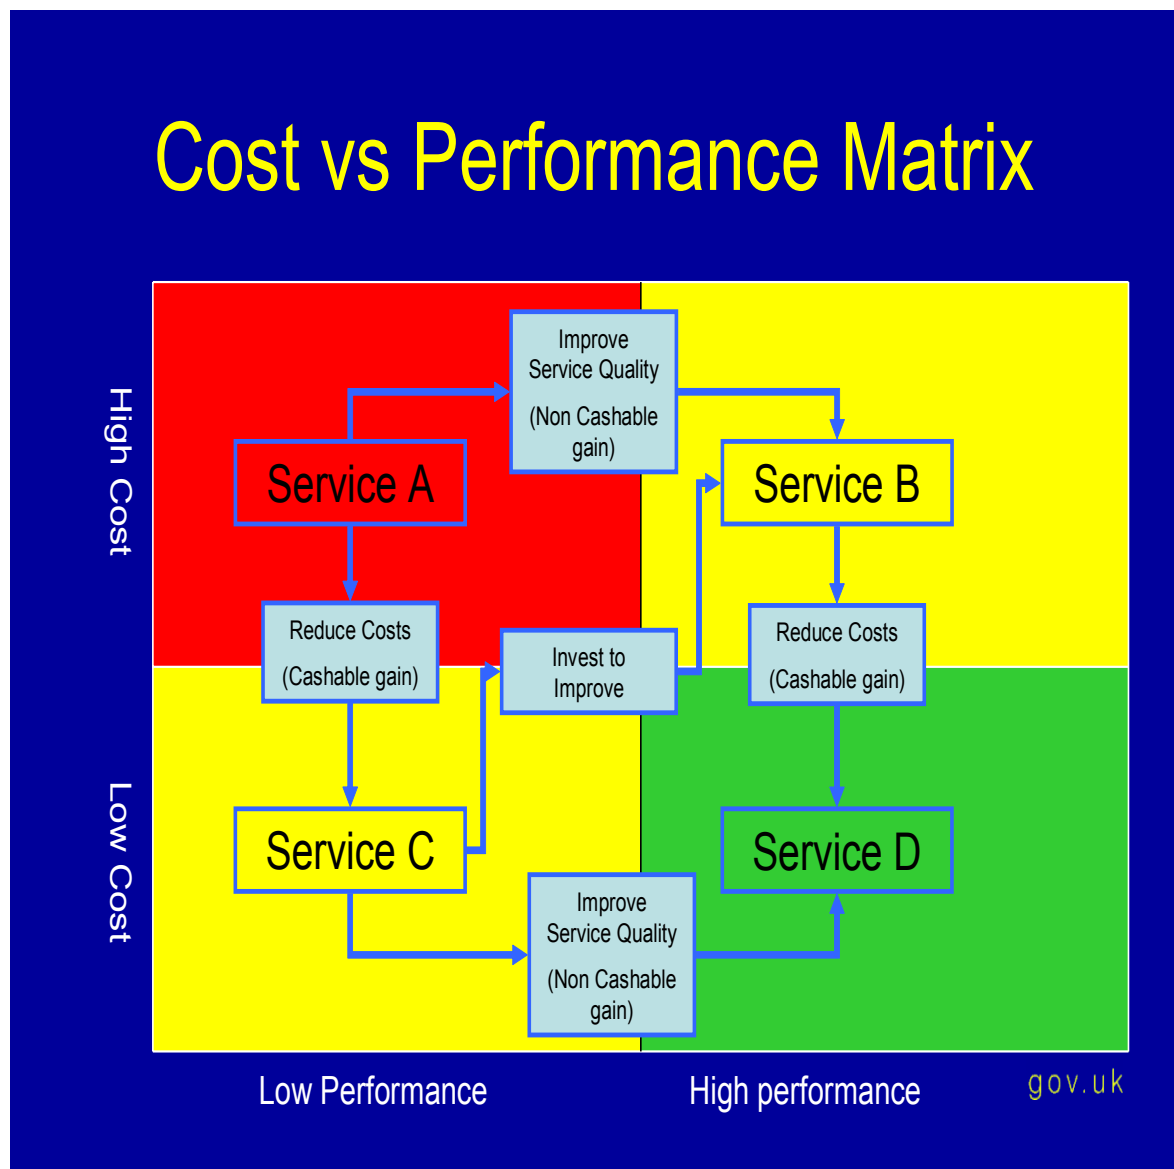 Cost vs Performance Matrix
High Cost
Low Cost
Improve
Service Quality
(Non Cashable
gain)
Service A
Service B
Reduce Costs
(Cashable gain)
Invest to
Improve
Reduce Costs
(Cashable gain)
Service C
Service D
Improve
Service Quality
(Non Cashable
gain)
Low Performance
High performance
gov.uk